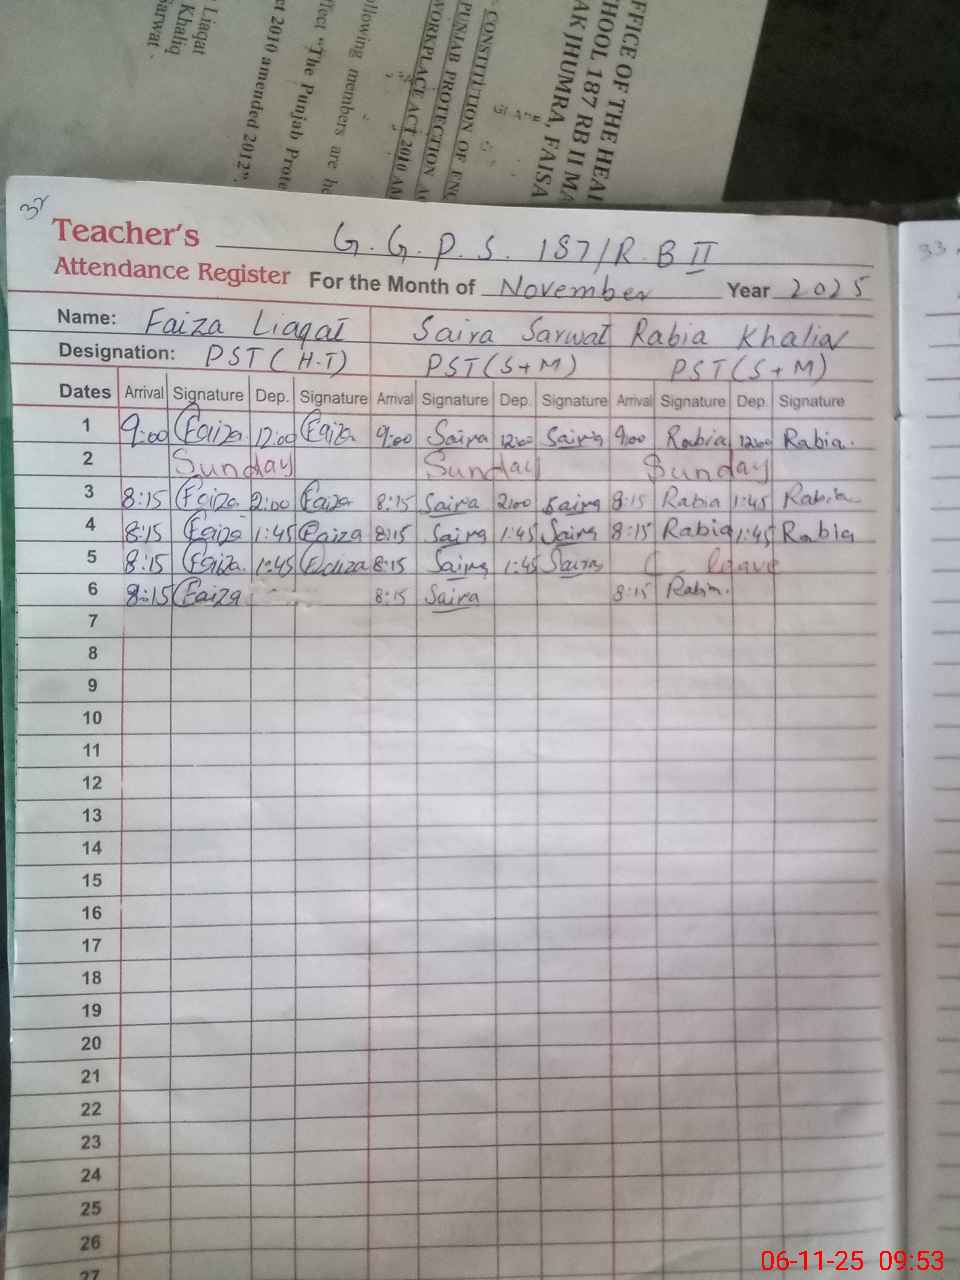 Liaqat
Khaliq
Sarwat.
ct 2010 amended 2012".
"The Punjab Prote
following members are he
WORKPLACE ACT 2010 AM
PUNJAB PROTECTION A
CONSTITUTION OF ENQ
AK JHUMRA, FAISA
HOOL 187 RB II MA
FFICE OF THE HEA
Teacher's G.G.P.S. 187/R.B II
33
Attendance Register For the Month of November Year 2025
Name: Faiza Liaqat Saira Sarwat Rabia Khaliq
Designation: PST(H.T) PST(S+M) PST(S+M)
Dates Arrival Signature Dep. Signature Arrival Signature Dep. Signature Arrival Signature Dep. Signature
1 9:00 Faiza 12:00 Faiza 9:00 Saira 12:00 Saira 9:00 Rabia 12:00 Rabia.
2 Sunday Sunday Sunday
3 8:15 Faiza 2:00 Faiza 8:15 Saira 2:00 Saira 8:15 Rabia 1:45 Rabia
4 8:15 Faiza 1:45 Faiza 8:15 Saira 1:45 Saira 8:15 Rabia 1:45 Rabia
5 8:15 Faiza. 1:45 Faiza 8:15 Saira 1:45 Saira leave
6 8:15 Faiza 8:15 Saira 8:15 Rabia.
7
8
9
10
11
12
13
14
15
16
17
18
19
20
21
22
23
24
25
26
27
06-11-25 09:53